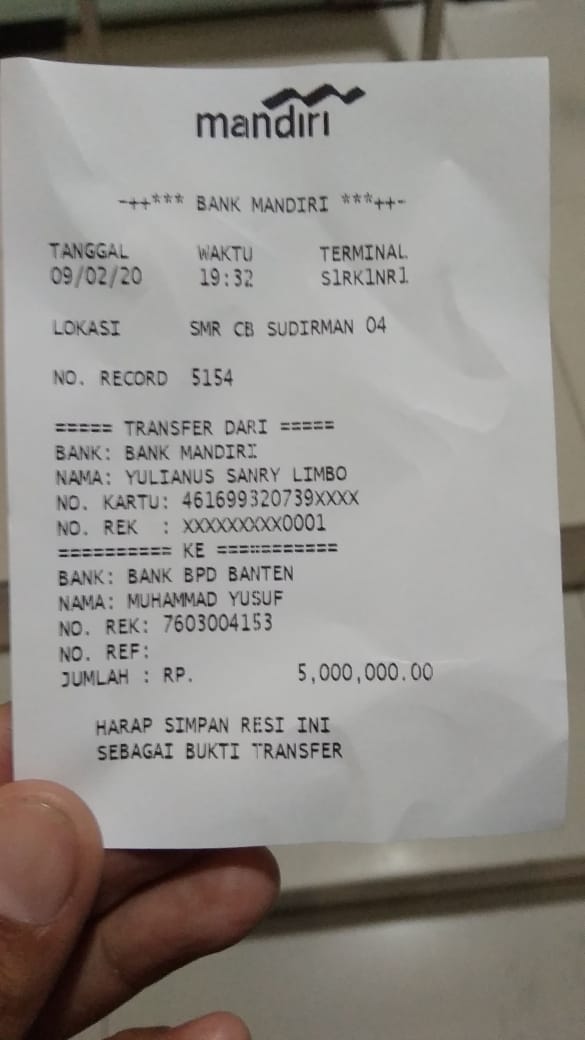 mandırı
-++*** BANK MANDIRI ***++-
TANGGAL WAKTU TERMINAL
09/02/20 19:32 S1RK1NR1
LOKASI SMR CB SUDIRMAN 04
NO. RECORD 5154
===== TRANSFER DARI =====
BANK: BANK MANDIRI
NAMA: YULIANUS SANRY LIMBO
NO. KARTU: 461699320739XXXX
NO. REK : XXXXXXXXX0001
========== KE ===========
BANK: BANK BPD BANTEN
NAMA: MUHAMMAD YUSUF
NO. REK: 7603004153
NO. REF:
JUMLAH : RP. 5,000,000.00
HARAP SIMPAN RESI INI
SEBAGAI BUKTI TRANSFER